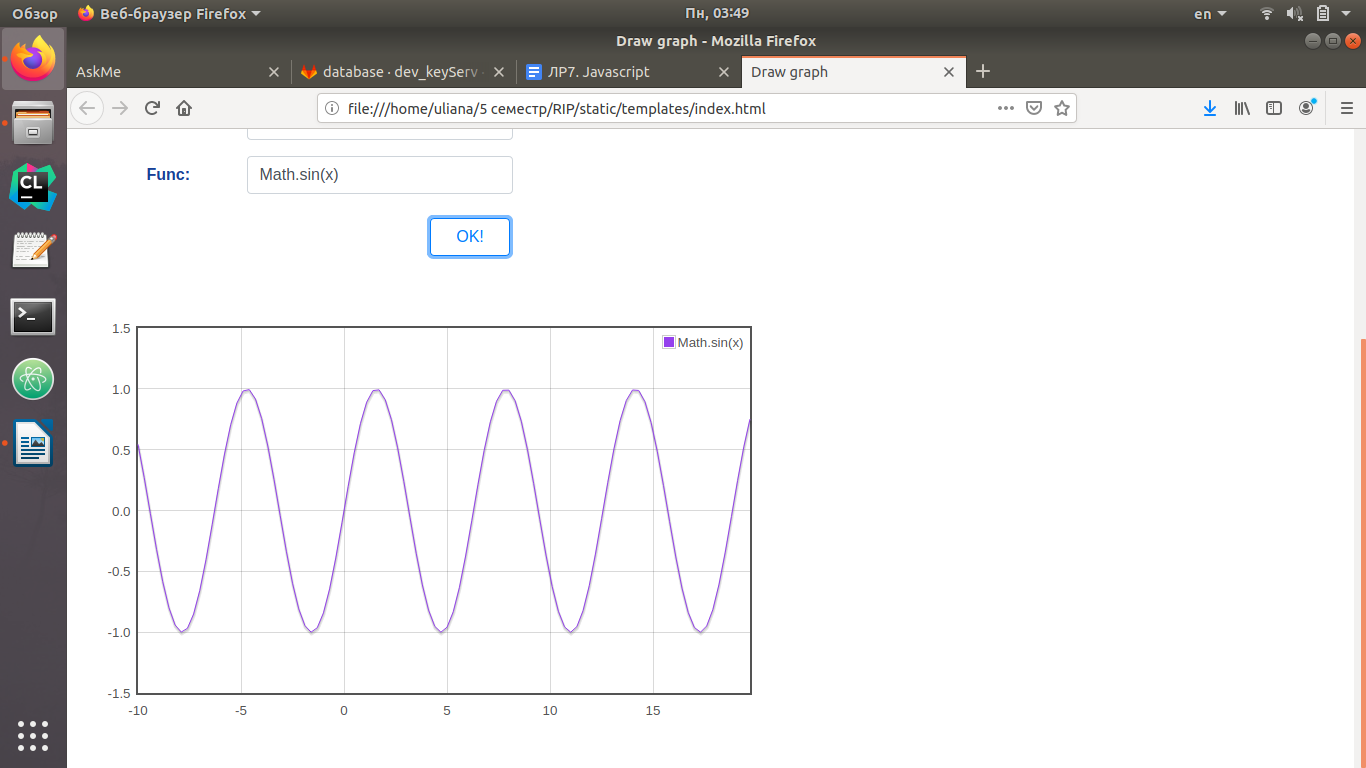 Обзор Веб-браузер Firefox Пн, 03:49 en
Draw graph - Mozilla Firefox
AskMe database · dev_keyServ ЛР7. Javascript Draw graph
file:///home/uliana/5 семестр/RIP/static/templates/index.html
CL
Func: Math.sin(x)
OK!
>_
Math.sin(x)
1.5
1.0
0.5
0.0
-0.5
-1.0
-1.5
-10 -5 0 5 10 15